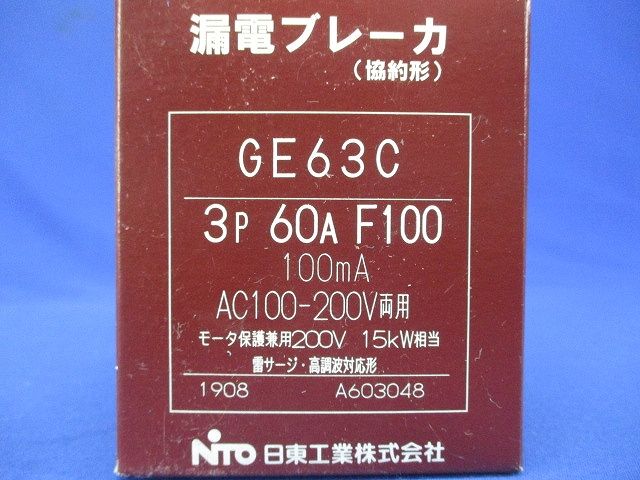 漏電ブレーカ
（協約形）
GE63C
3P 60A F100
100mA
AC100-200V両用
モータ保護兼用200V 15kW相当
雷サージ・高調波対応形
1908 A603048
NITO 日東工業株式会社